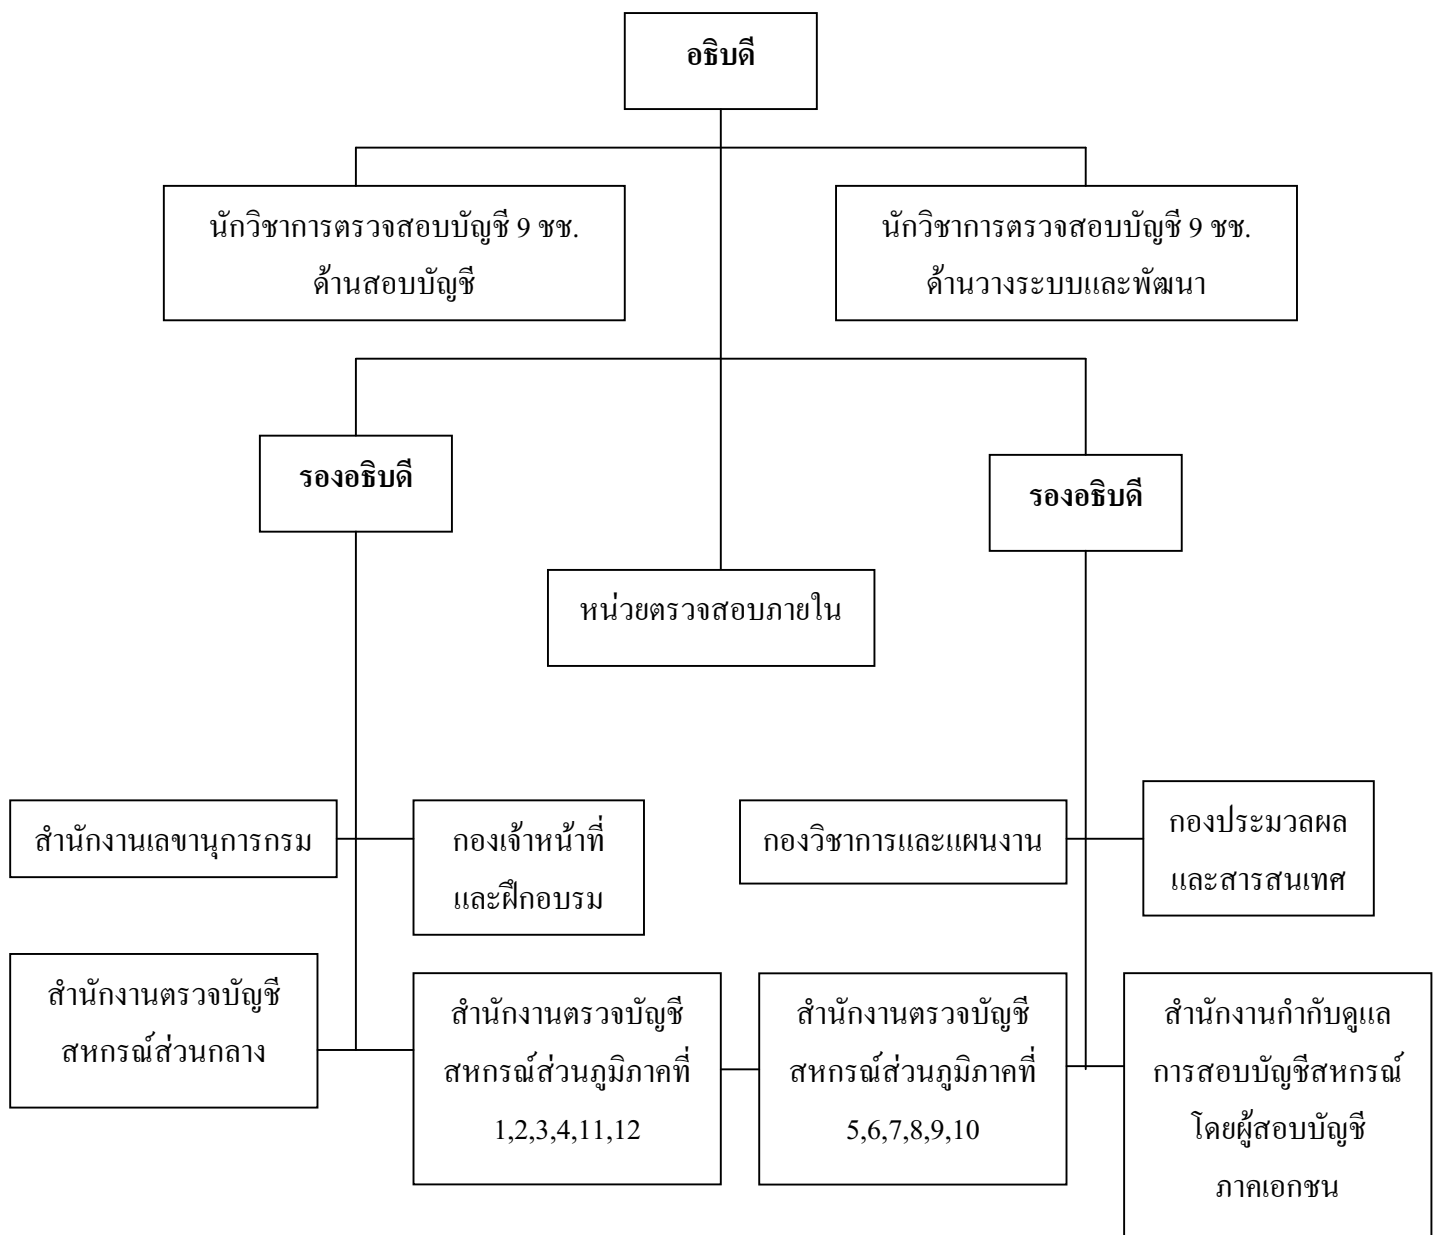 อธิบดี
นักวิชาการตรวจสอบบัญชี 9 ชช.
ด้านสอบบัญชี
นักวิชาการตรวจสอบบัญชี 9 ชช.
ด้านวางระบบและพัฒนา
รองอธิบดี
รองอธิบดี
หน่วยตรวจสอบภายใน
สำนักงานเลขานุการกรม
กองเจ้าหน้าที่
และฝึกอบรม
กองวิชาการและแผนงาน
กองประมวลผล
และสารสนเทศ
สำนักงานตรวจบัญชี
สหกรณ์ส่วนกลาง
สำนักงานตรวจบัญชี
สหกรณ์ส่วนภูมิภาคที่
1,2,3,4,11,12
สำนักงานตรวจบัญชี
สหกรณ์ส่วนภูมิภาคที่
5,6,7,8,9,10
สำนักงานกำกับดูแล
การสอบบัญชีสหกรณ์
โดยผู้สอบบัญชี
ภาคเอกชน